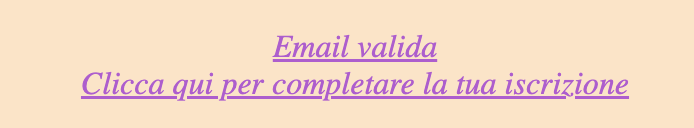 Email valida
Clicca qui per completare la tua iscrizione